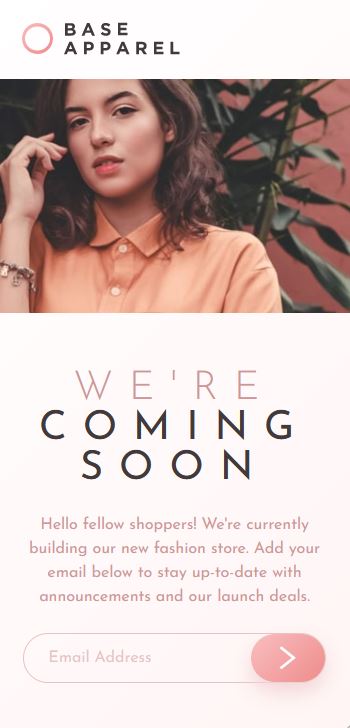 BASE
APPAREL
WE'RE
COMING
SOON
Hello fellow shoppers! We're currently
building our new fashion store. Add your
email below to stay up-to-date with
announcements and our launch deals.
Email Address